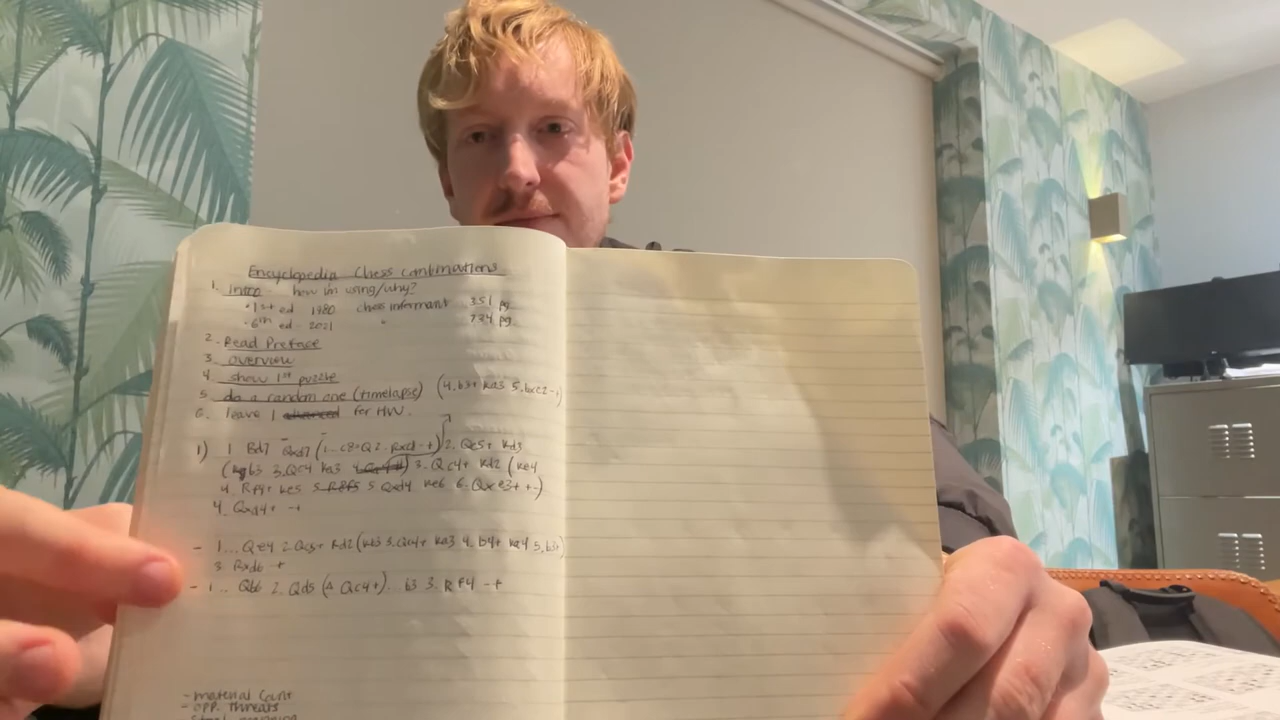 Encyclopedia Chess Combinations
1. Intro - how im using/why?
• 1st ed 1980 chess informant 351 pg
• 6th ed - 2021 " 734 pg
2. Read Preface
3. overview
4. show 1st puzzle
5. do a random one (timelapse) (4.b3+ ka3 5.bxc2 -+)
6. leave 1 for HW.
1) 1 Bd7 Qxd7 (1...c8=Q 2. Rxc1 -+) 2. Qc5+ Kd3
(kb3 3.Qc4 ka3 3. Qc4+ Kd2 (ke4
4. Rf4+ ke5 5 Qd4 ke6 6. Qxe3+ +-)
4. Qxd4+ -+
- 1... Qe4 2.Qc5+ Kd2 (kb3 3.Qc4+ ka3 4. b4+ ka4 5. b3+)
3. Rxd6 -+
- 1... Qb6 2. Qd5 (Δ Qc4+). b3 3. Rf4 -+
- material count
- opp. threats